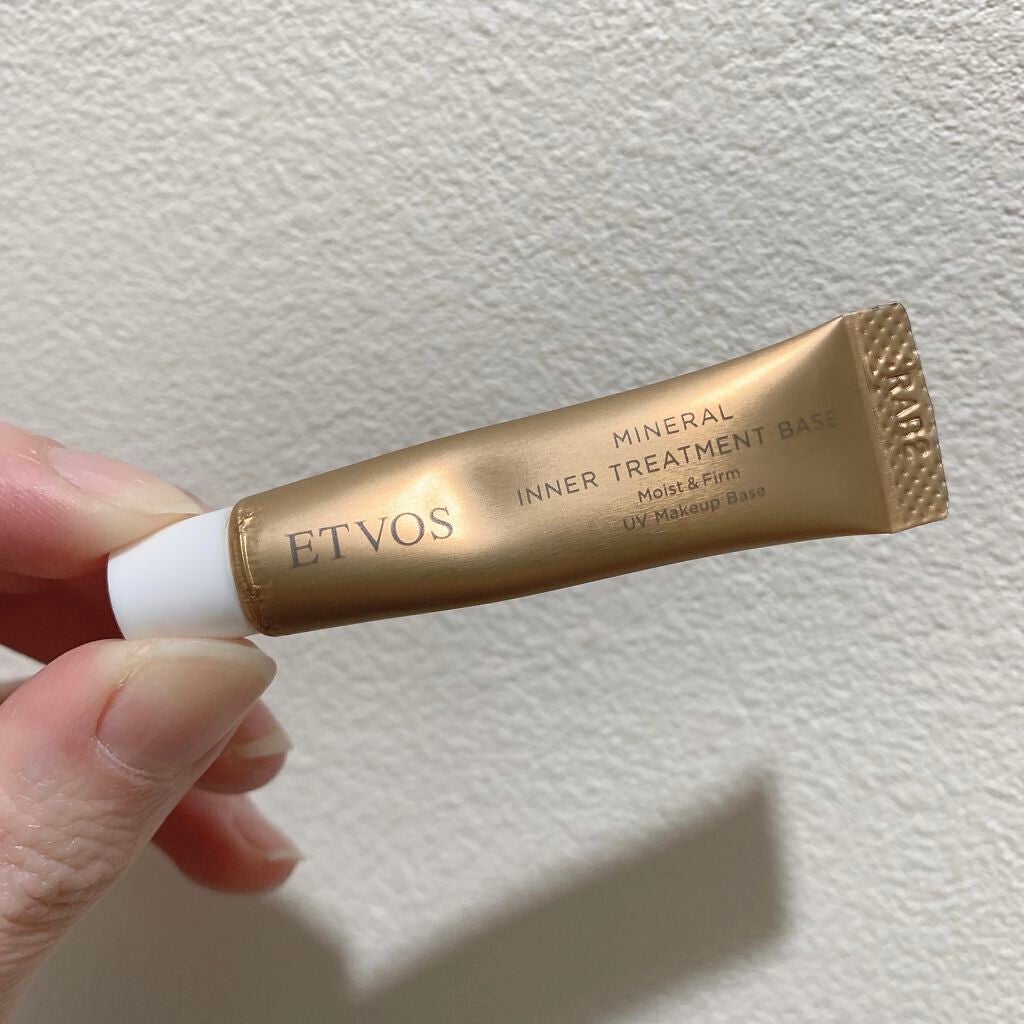 ETVOS
MINERAL
INNER TREATMENT BASE
Moist & Firm
UV Makeup Base